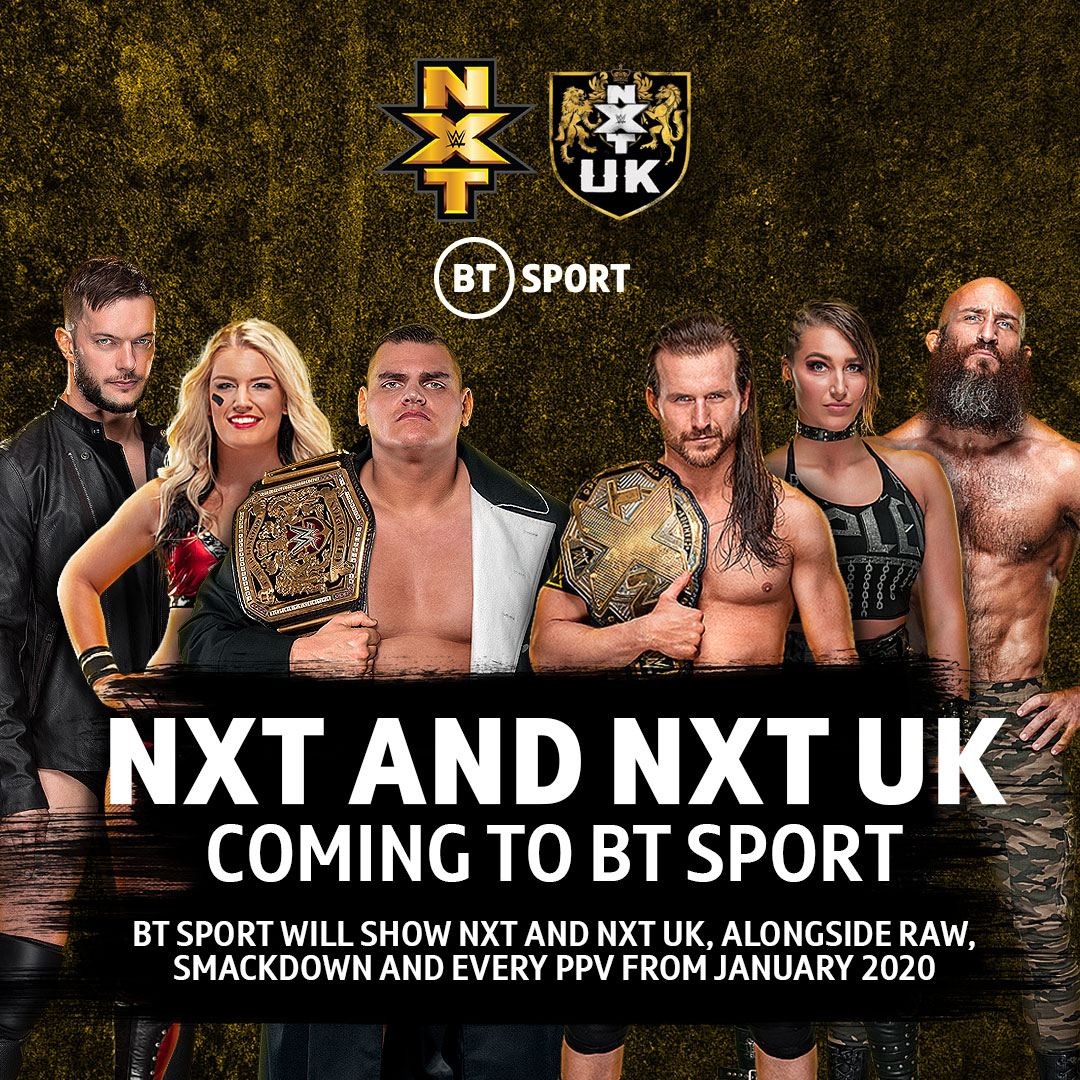 NXT
W
NXT
UK
BT SPORT
NXT AND NXT UK
COMING TO BT SPORT
BT SPORT WILL SHOW NXT AND NXT UK, ALONGSIDE RAW,
SMACKDOWN AND EVERY PPV FROM JANUARY 2020